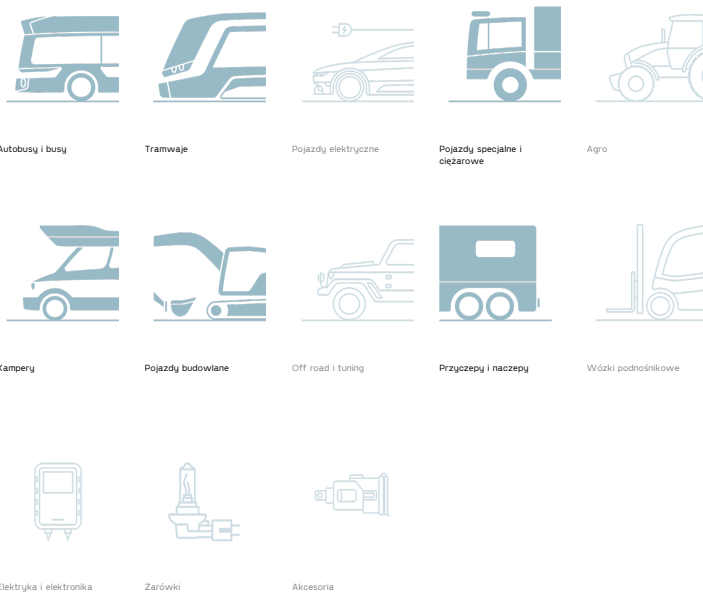 Autobusy i busy
Tramwaje
Pojazdy elektryczne
Pojazdy specjalne i
ciężarowe
Agro
Kampery
Pojazdy budowlane
Off road i tuning
Przyczepy i naczepy
Wózki podnośnikowe
Elektryka i elektronika
Żarówki
Akcesoria